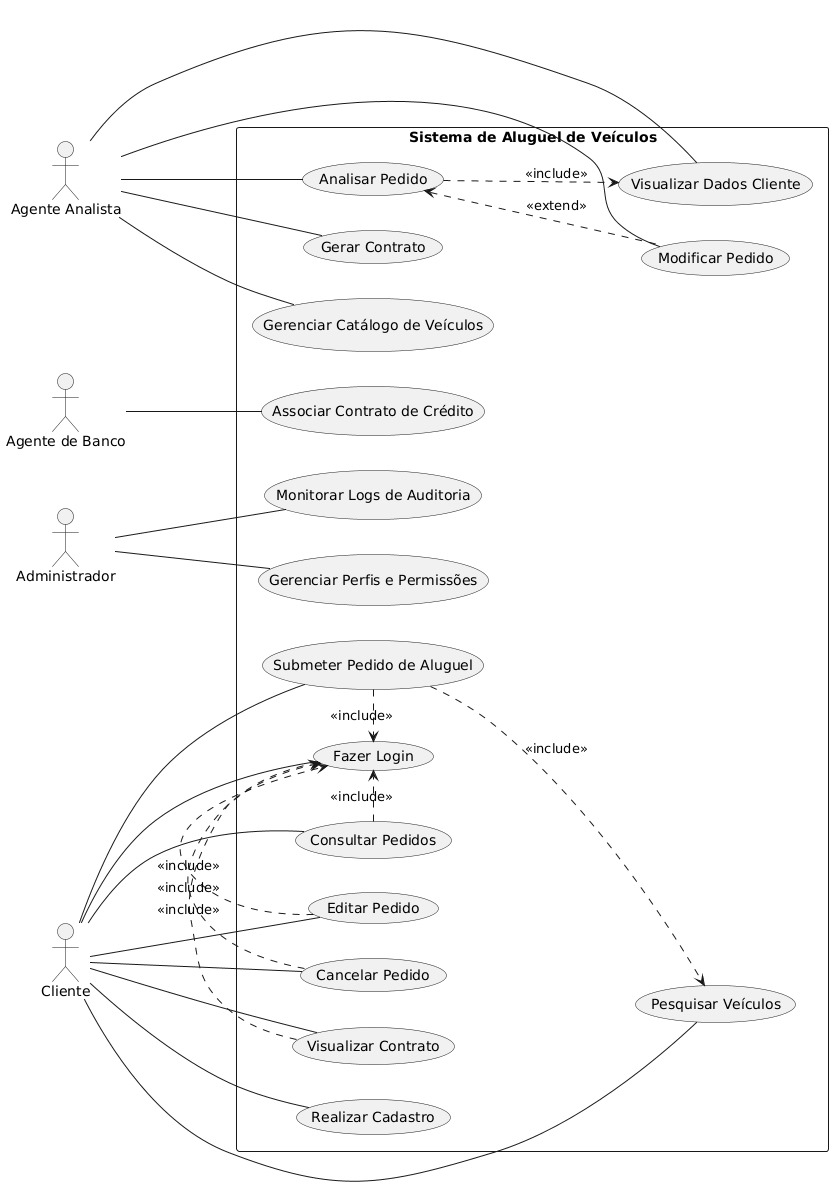 Sistema de Aluguel de Veículos
Agente Analista
Analisar Pedido
«include»
Visualizar Dados Cliente
«extend»
Gerar Contrato
Modificar Pedido
Gerenciar Catálogo de Veículos
Agente de Banco
Associar Contrato de Crédito
Monitorar Logs de Auditoria
Administrador
Gerenciar Perfis e Permissões
Submeter Pedido de Aluguel
«include»
«include»
Fazer Login
«include»
Consultar Pedidos
«include»
«include»
«include»
Editar Pedido
Cliente
Cancelar Pedido
Pesquisar Veículos
Visualizar Contrato
Realizar Cadastro